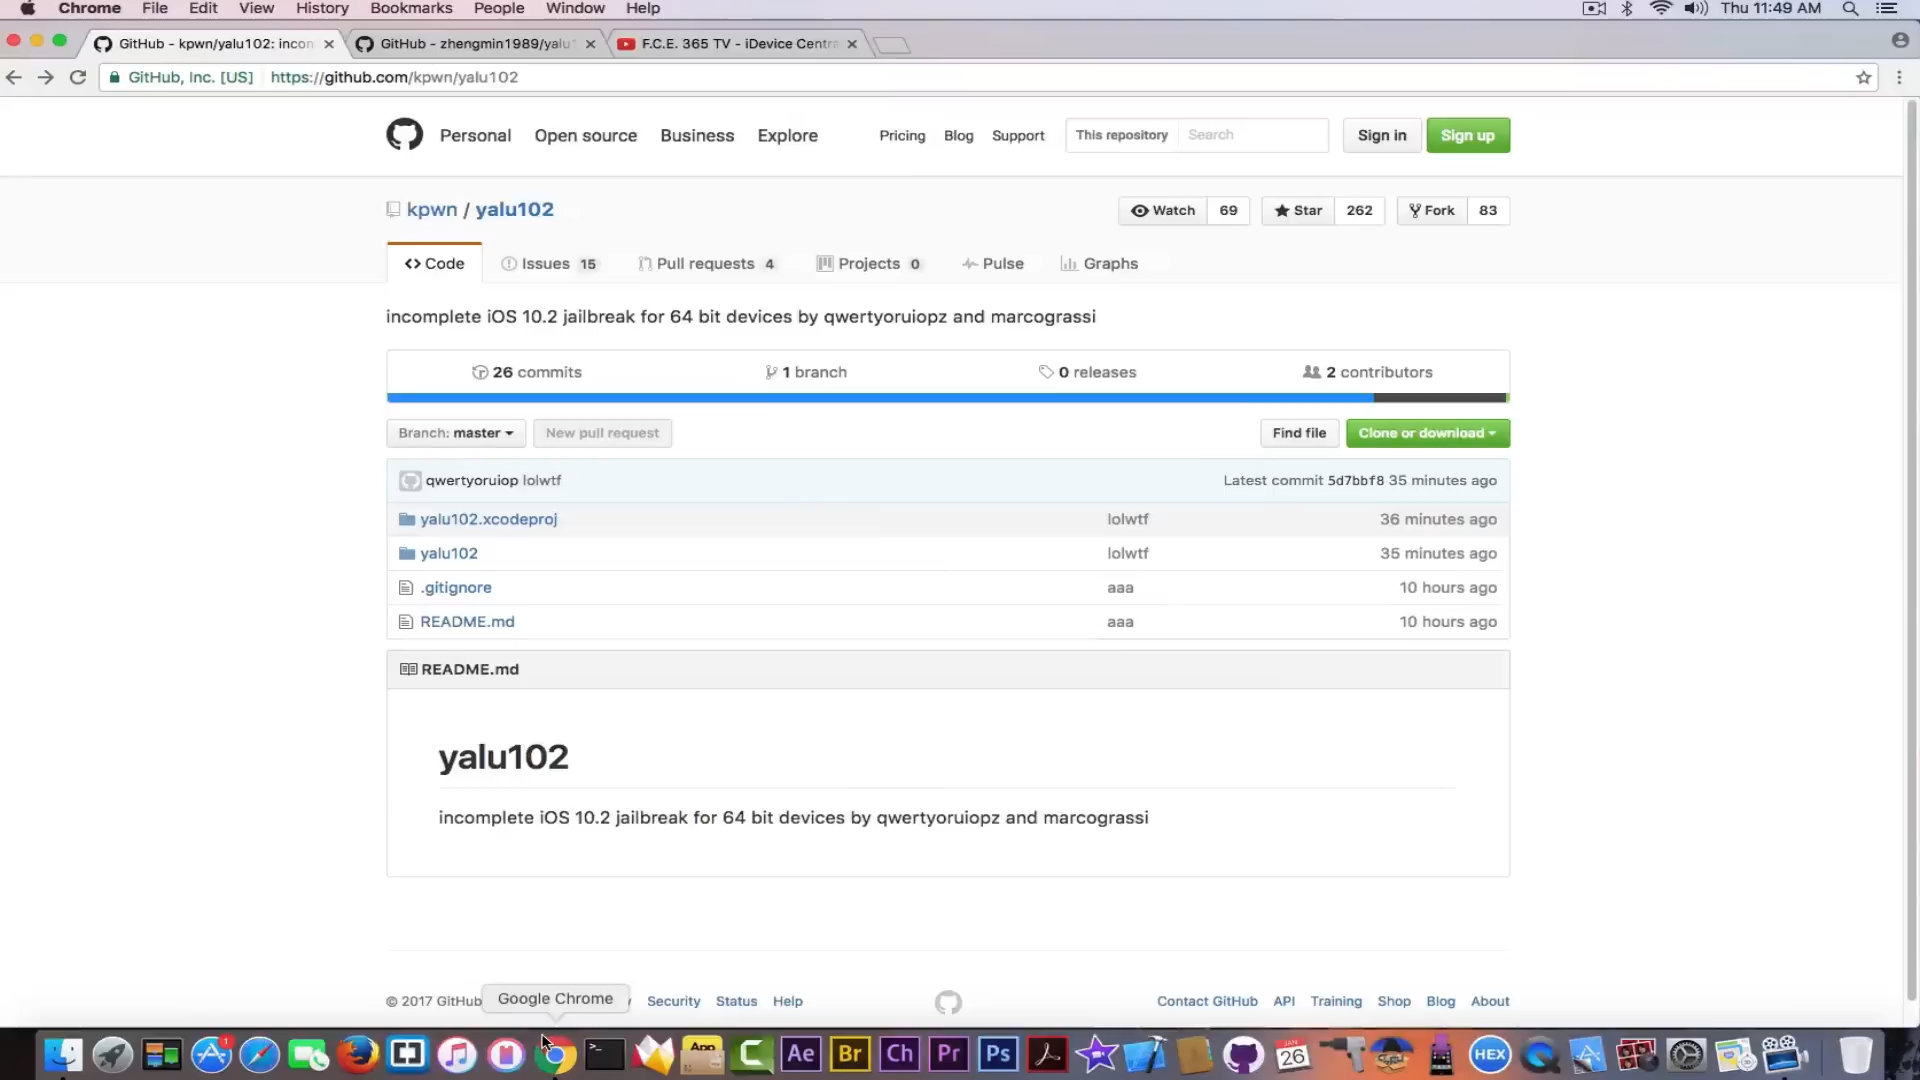 Chrome File Edit View History Bookmarks People Window Help Thu 11:49 AM
GitHub - kpwn/yalu102: incon GitHub - zhengmin1989/yalu1 F.C.E. 365 TV - iDevice Centra
GitHub, Inc. [US] https://github.com/kpwn/yalu102
Personal Open source Business Explore Pricing Blog Support This repository Search Sign in Sign up
kpwn / yalu102 Watch 69 Star 262 Fork 83
Code Issues 15 Pull requests 4 Projects 0 Pulse Graphs
incomplete iOS 10.2 jailbreak for 64 bit devices by qwertyoruiopz and marcograssi
26 commits 1 branch 0 releases 2 contributors
Branch: master New pull request Find file Clone or download
qwertyoruiop lolwtf Latest commit 5d7bbf8 35 minutes ago
yalu102.xcodeproj lolwtf 36 minutes ago
yalu102 lolwtf 35 minutes ago
.gitignore aaa 10 hours ago
README.md aaa 10 hours ago
README.md
yalu102
incomplete iOS 10.2 jailbreak for 64 bit devices by qwertyoruiopz and marcograssi
© 2017 GitHub Google Chrome Security Status Help Contact GitHub API Training Shop Blog About
1 >_ App C Ae Br Ch Pr Ps JAN 26 HEX